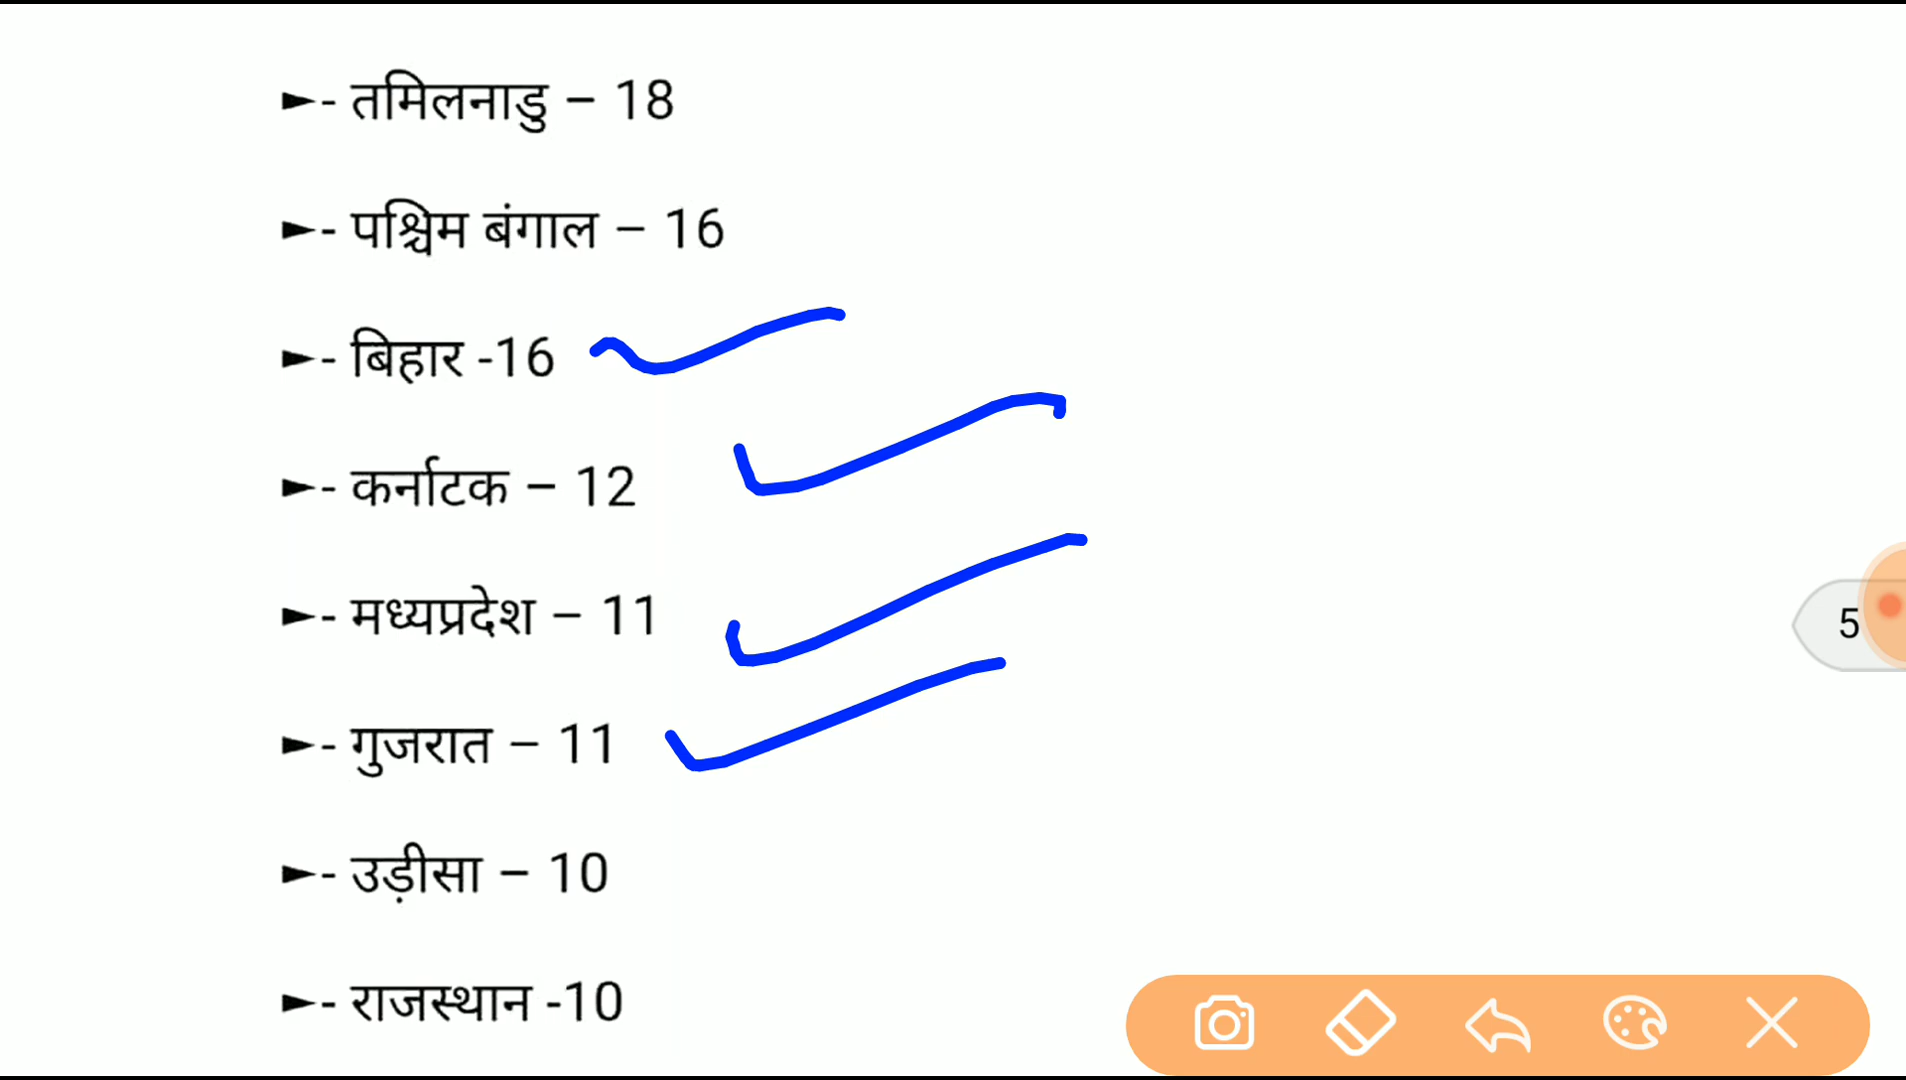 ►- तमिलनाडु – 18
►- पश्चिम बंगाल – 16
►- बिहार -16
►- कर्नाटक – 12
►- मध्यप्रदेश – 11
►- गुजरात – 11
5
►- उड़ीसा – 10
►- राजस्थान -10